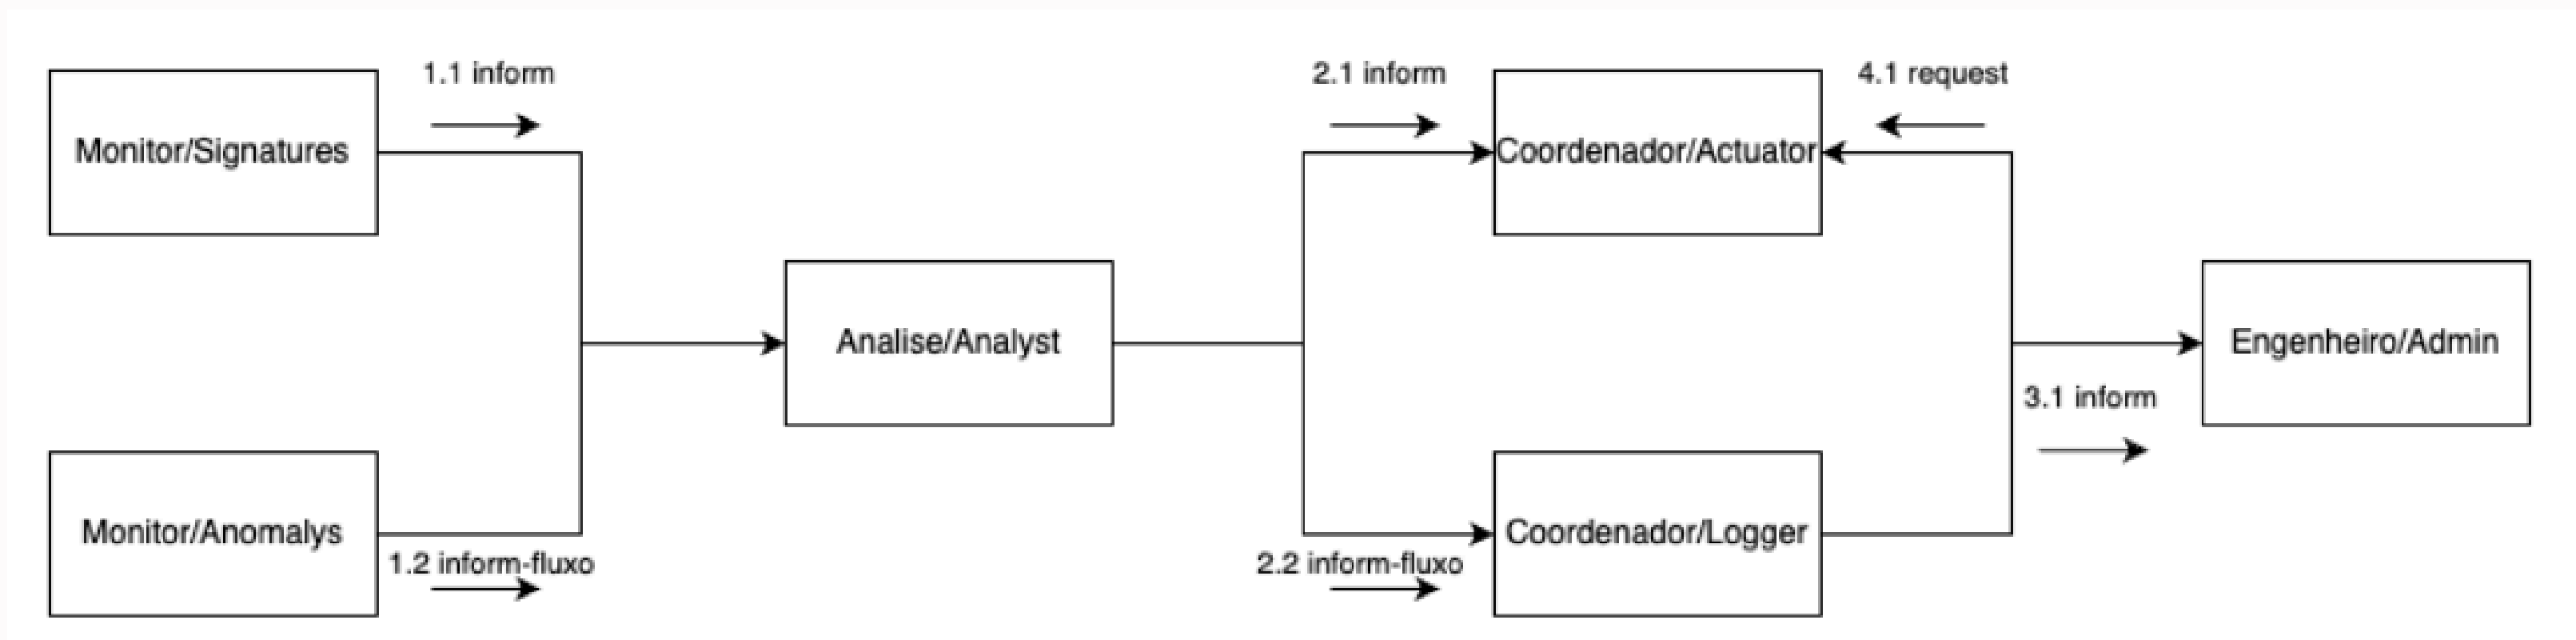 1.1 inform
2.1 inform
4.1 request
Monitor/Signatures
Coordenador/Actuator
Analise/Analyst
Engenheiro/Admin
3.1 inform
Monitor/Anomalys
Coordenador/Logger
1.2 inform-fluxo
2.2 inform-fluxo